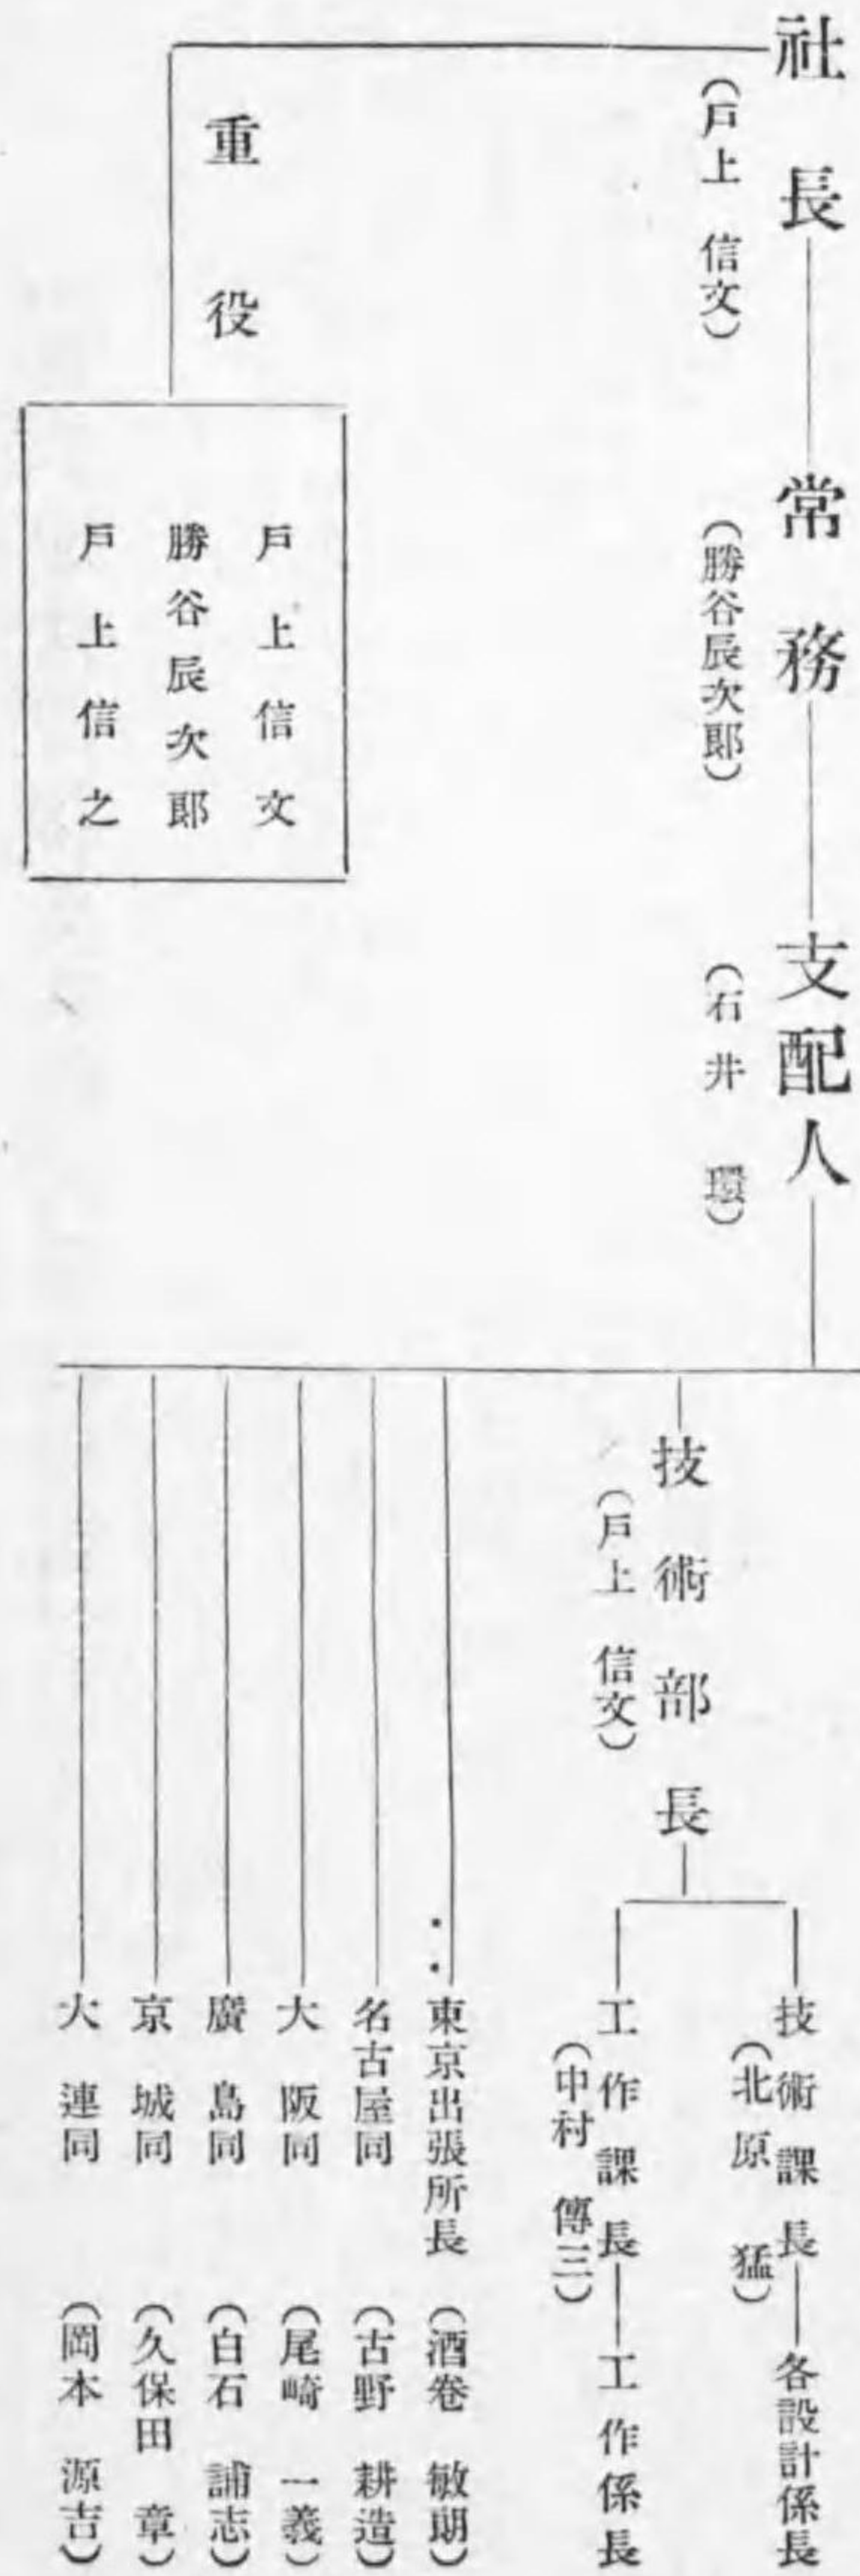 社長
(戸上 信文)
常務
(勝谷辰次郎)
支配人
(石井 環)
重役
戸上信文
勝谷辰次郎
戸上信之
技術部長
(戸上 信文)
技術課長
(北原 猛)
各設計係長
工作課長
(中村 傳三)
工作係長
東京出張所長 (酒卷 敏期)
名古屋同 (古野 耕造)
大阪同 (尾崎 一義)
廣島同 (白石 誦志)
京城同 (久保田 章)
大連同 (岡本 源吉)